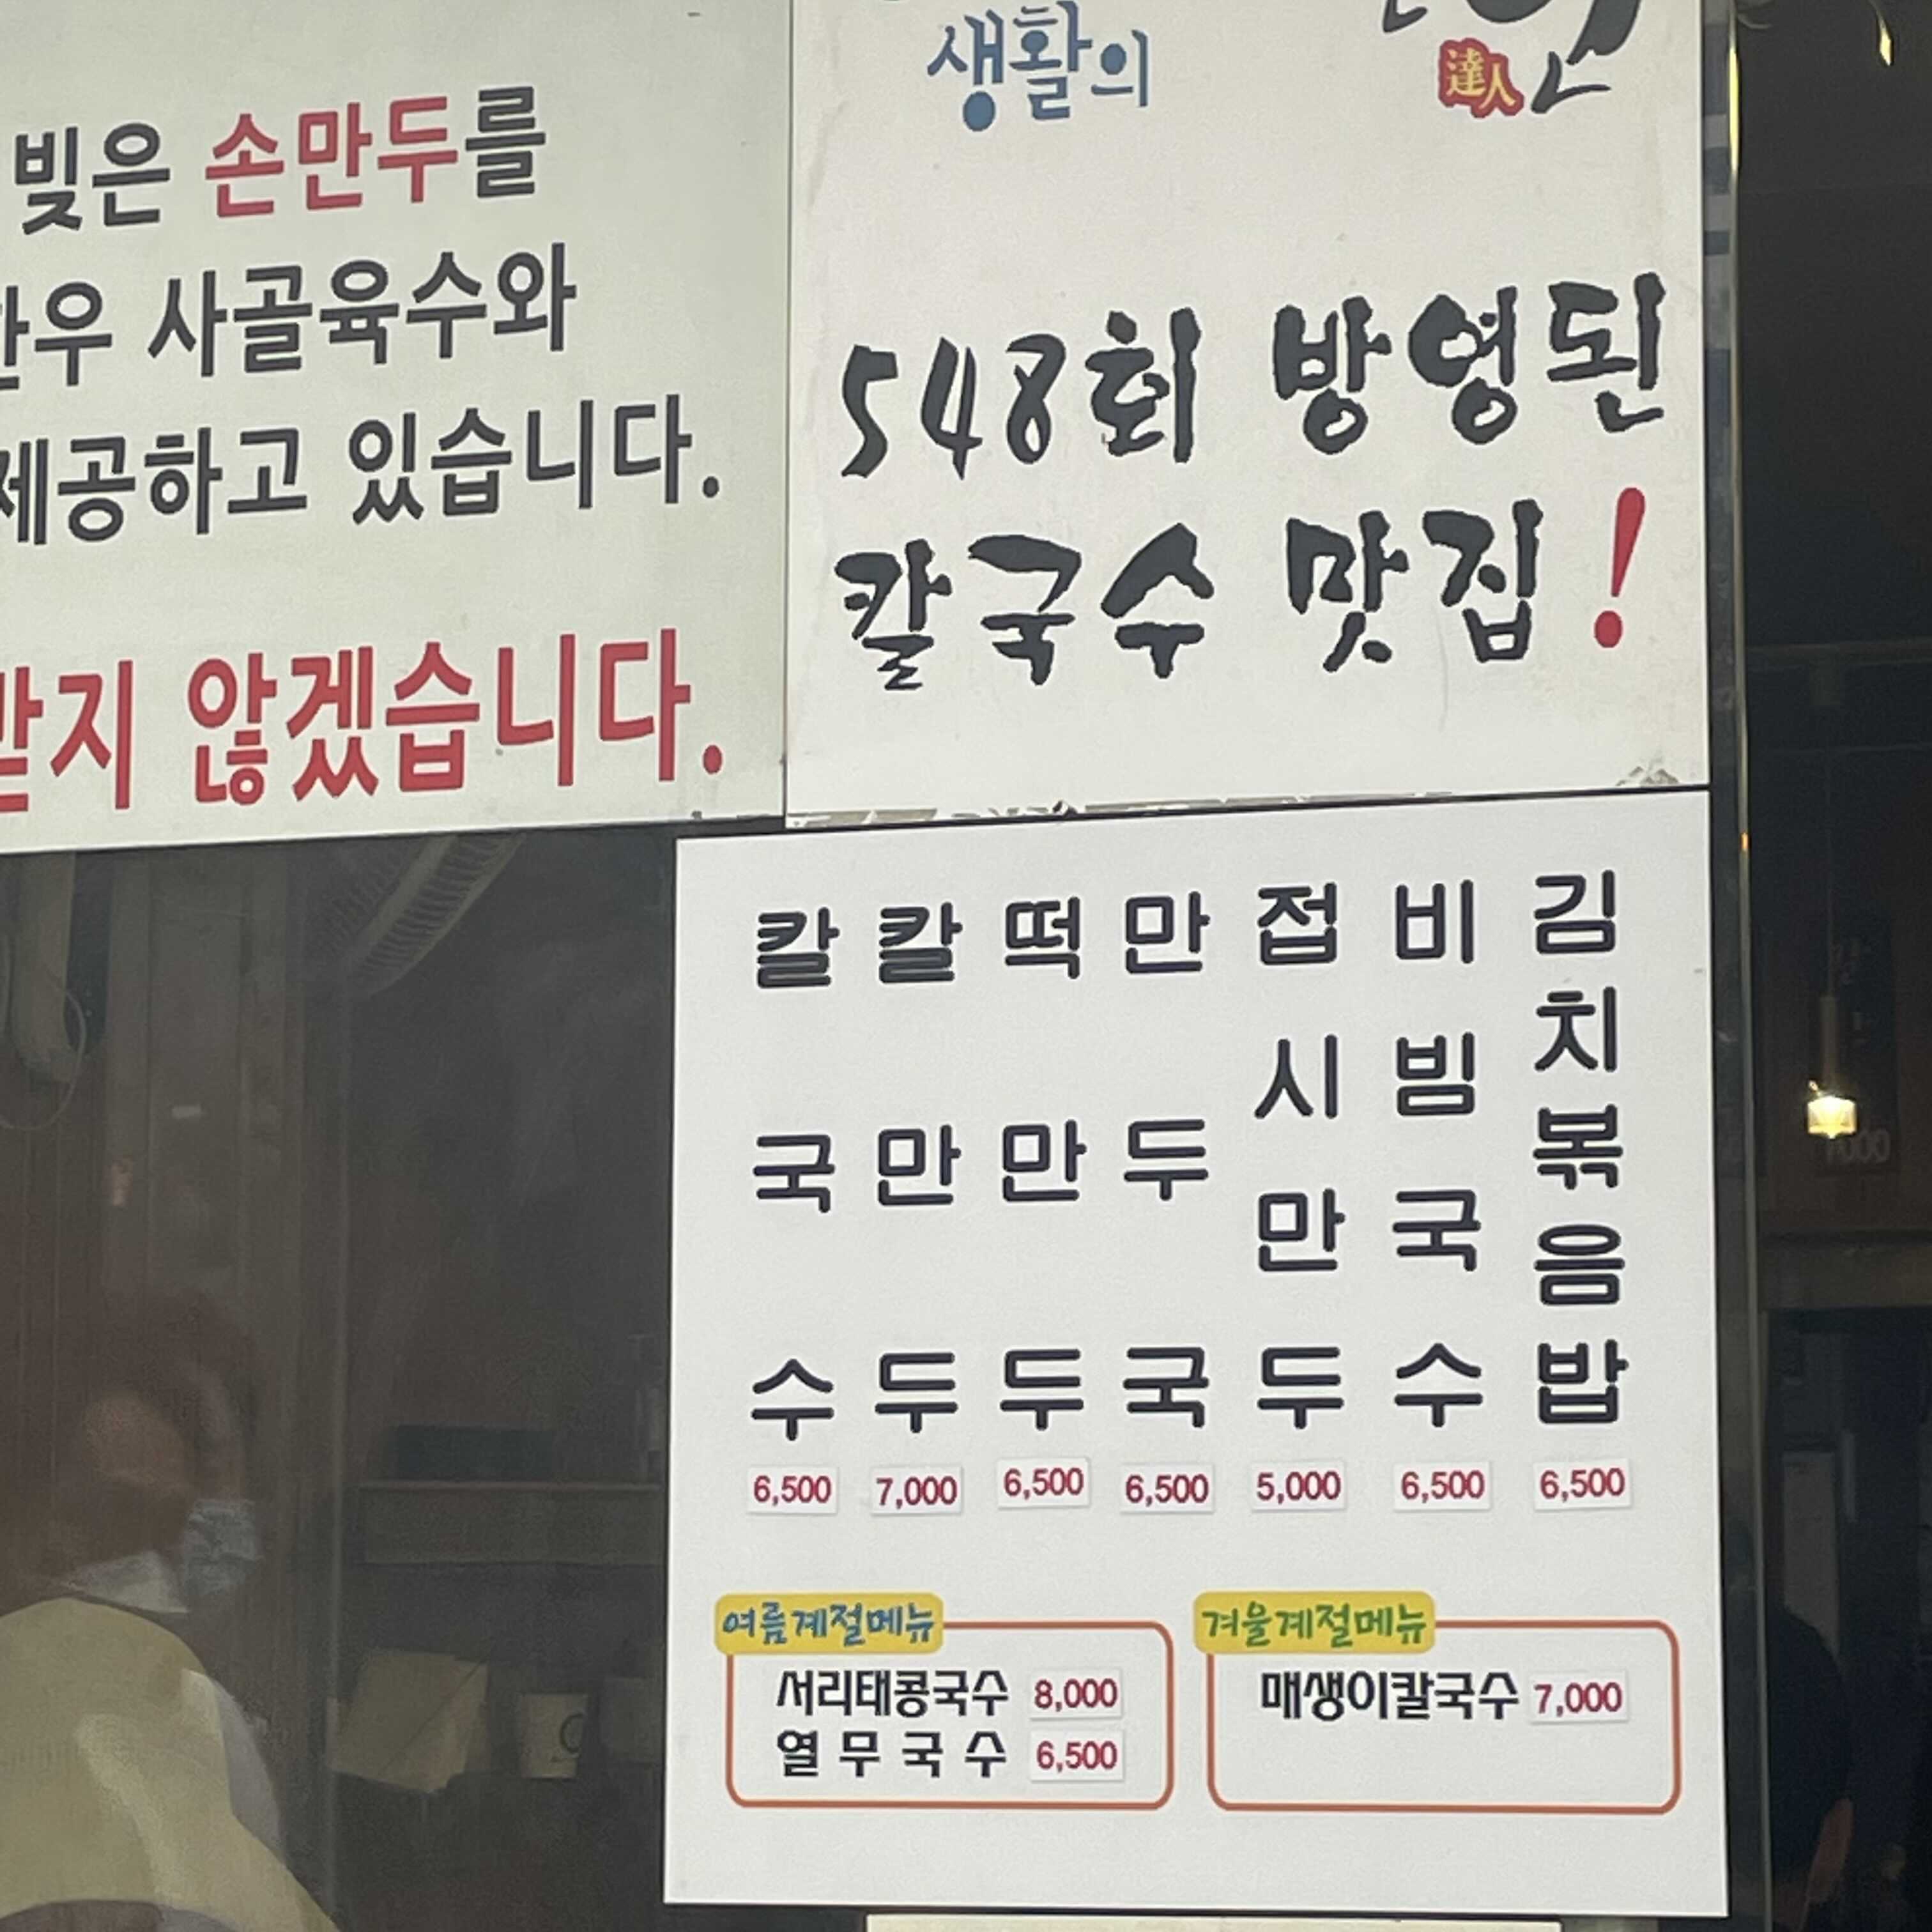 빚은 손만두를
사골육수와
제공하고 있습니다.
받지 않겠습니다.
생활의
達人
548회 방영된
칼국수 맛집!
칼국수 6,500
칼만두 7,000
떡만두 6,500
만두국 6,500
접시만두 5,000
비빔국수 6,500
김치볶음밥 6,500
여름계절메뉴
서리태콩국수 8,000
열무국수 6,500
겨울계절메뉴
매생이칼국수 7,000